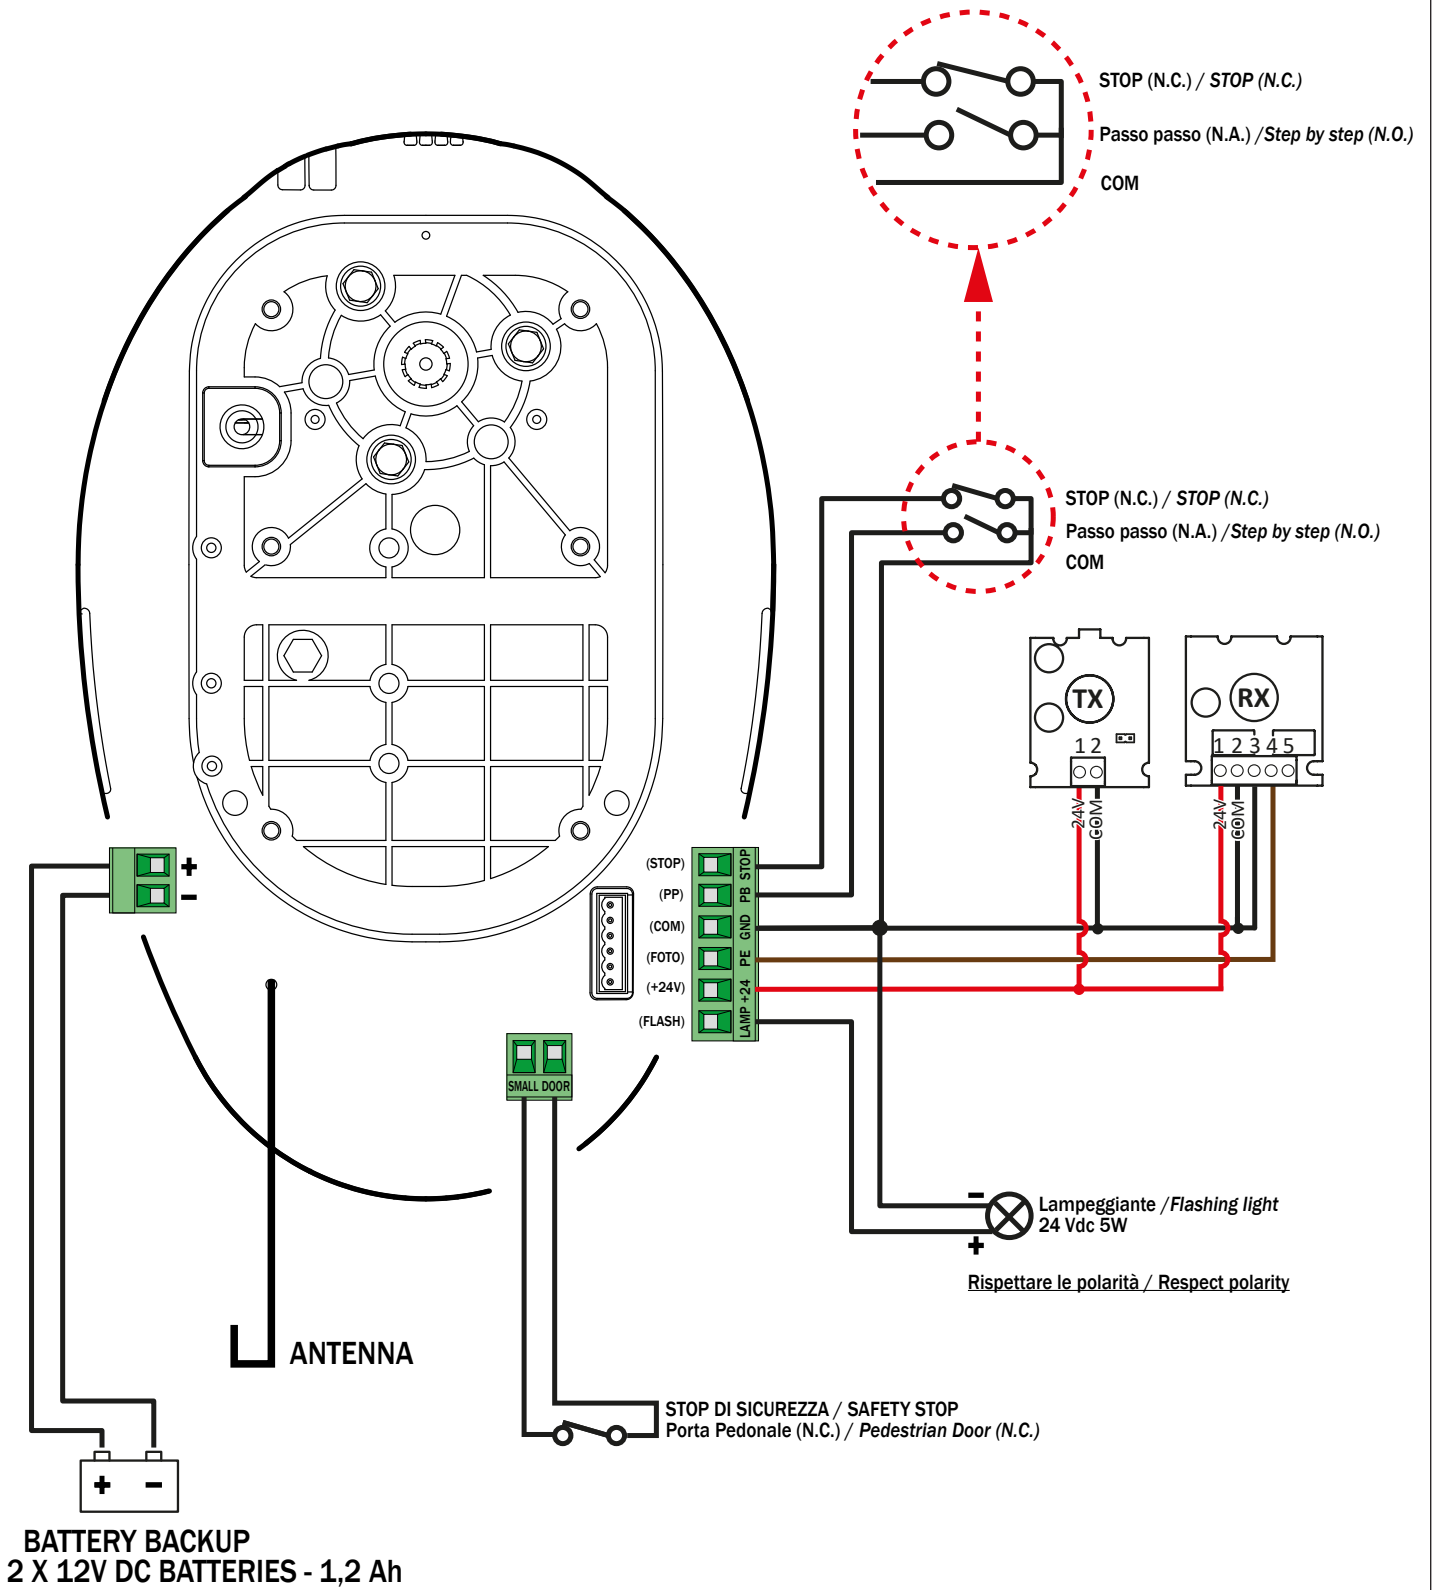 STOP (N.C.) / STOP (N.C.)
Passo passo (N.A.) /Step by step (N.O.)
COM
STOP (N.C.) / STOP (N.C.)
Passo passo (N.A.) /Step by step (N.O.)
COM
TX
1 2
24V
COM
RX
1 2 3 4 5
24V
COM
+
−
(STOP)
(PP)
(COM)
(FOTO)
(+24V)
(FLASH)
STOP
PB
GND
PE
+24
LAMP
SMALL DOOR
−
+
Lampeggiante /Flashing light
24 Vdc 5W
Rispettare le polarità / Respect polarity
ANTENNA
STOP DI SICUREZZA / SAFETY STOP
Porta Pedonale (N.C.) / Pedestrian Door (N.C.)
+ −
BATTERY BACKUP
2 X 12V DC BATTERIES - 1,2 Ah